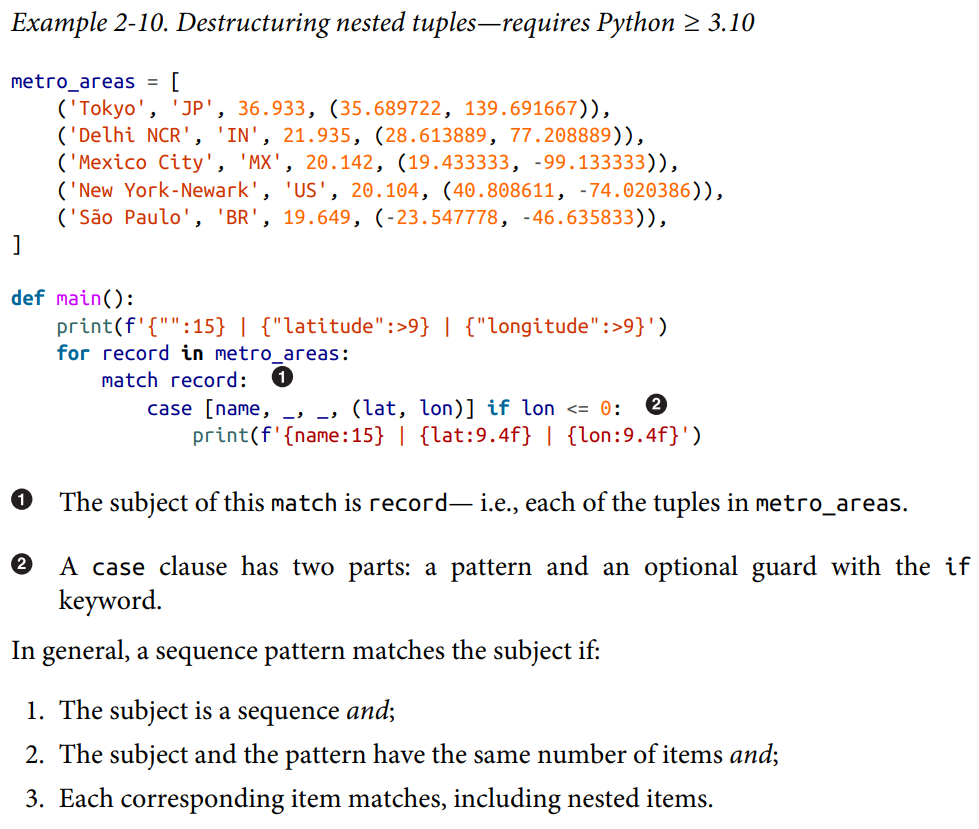 Example 2-10. Destructuring nested tuples—requires Python ≥ 3.10
metro_areas = [
    ('Tokyo', 'JP', 36.933, (35.689722, 139.691667)),
    ('Delhi NCR', 'IN', 21.935, (28.613889, 77.208889)),
    ('Mexico City', 'MX', 20.142, (19.433333, -99.133333)),
    ('New York-Newark', 'US', 20.104, (40.808611, -74.020386)),
    ('São Paulo', 'BR', 19.649, (-23.547778, -46.635833)),
]
def main():
    print(f'{"":15} | {"latitude":>9} | {"longitude":>9}')
    for record in metro_areas:
        match record: ❶
            case [name, _, _, (lat, lon)] if lon <= 0: ❷
                print(f'{name:15} | {lat:9.4f} | {lon:9.4f}')
❶ The subject of this match is record— i.e., each of the tuples in metro_areas.
❷ A case clause has two parts: a pattern and an optional guard with the if
keyword.
In general, a sequence pattern matches the subject if:
1. The subject is a sequence and;
2. The subject and the pattern have the same number of items and;
3. Each corresponding item matches, including nested items.